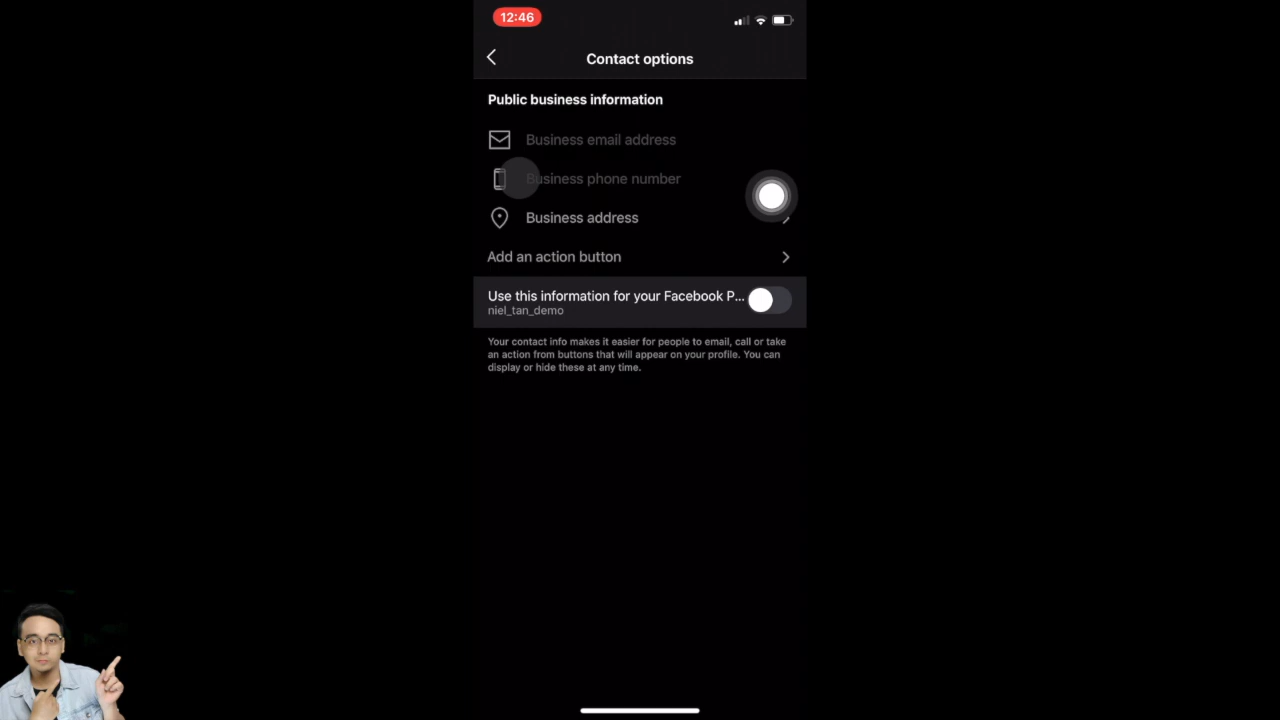 12:46
Contact options
Public business information
Business email address
Business phone number
Business address
Add an action button
Use this information for your Facebook P...
niel_tan_demo
Your contact info makes it easier for people to email, call or take
an action from buttons that will appear on your profile. You can
display or hide these at any time.